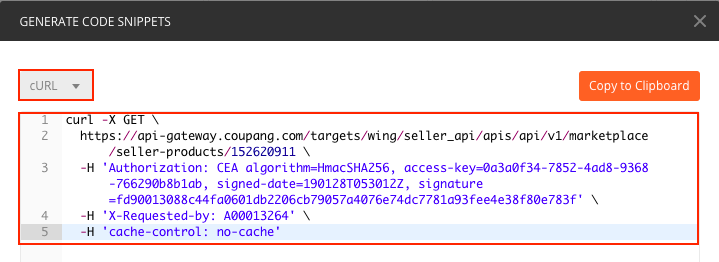 GENERATE CODE SNIPPETS
cURL
Copy to Clipboard
1 curl -X GET \
2 https://api-gateway.coupang.com/targets/wing/seller_api/apis/api/v1/marketplace
/seller-products/152620911 \
3 -H 'Authorization: CEA algorithm=HmacSHA256, access-key=0a3a0f34-7852-4ad8-9368
-766290b8b1ab, signed-date=190128T053012Z, signature
=fd90013088c44fa0601db2206cb79057a4076e74dc7781a93fee4e38f80e783f' \
4 -H 'X-Requested-by: A00013264' \
5 -H 'cache-control: no-cache'